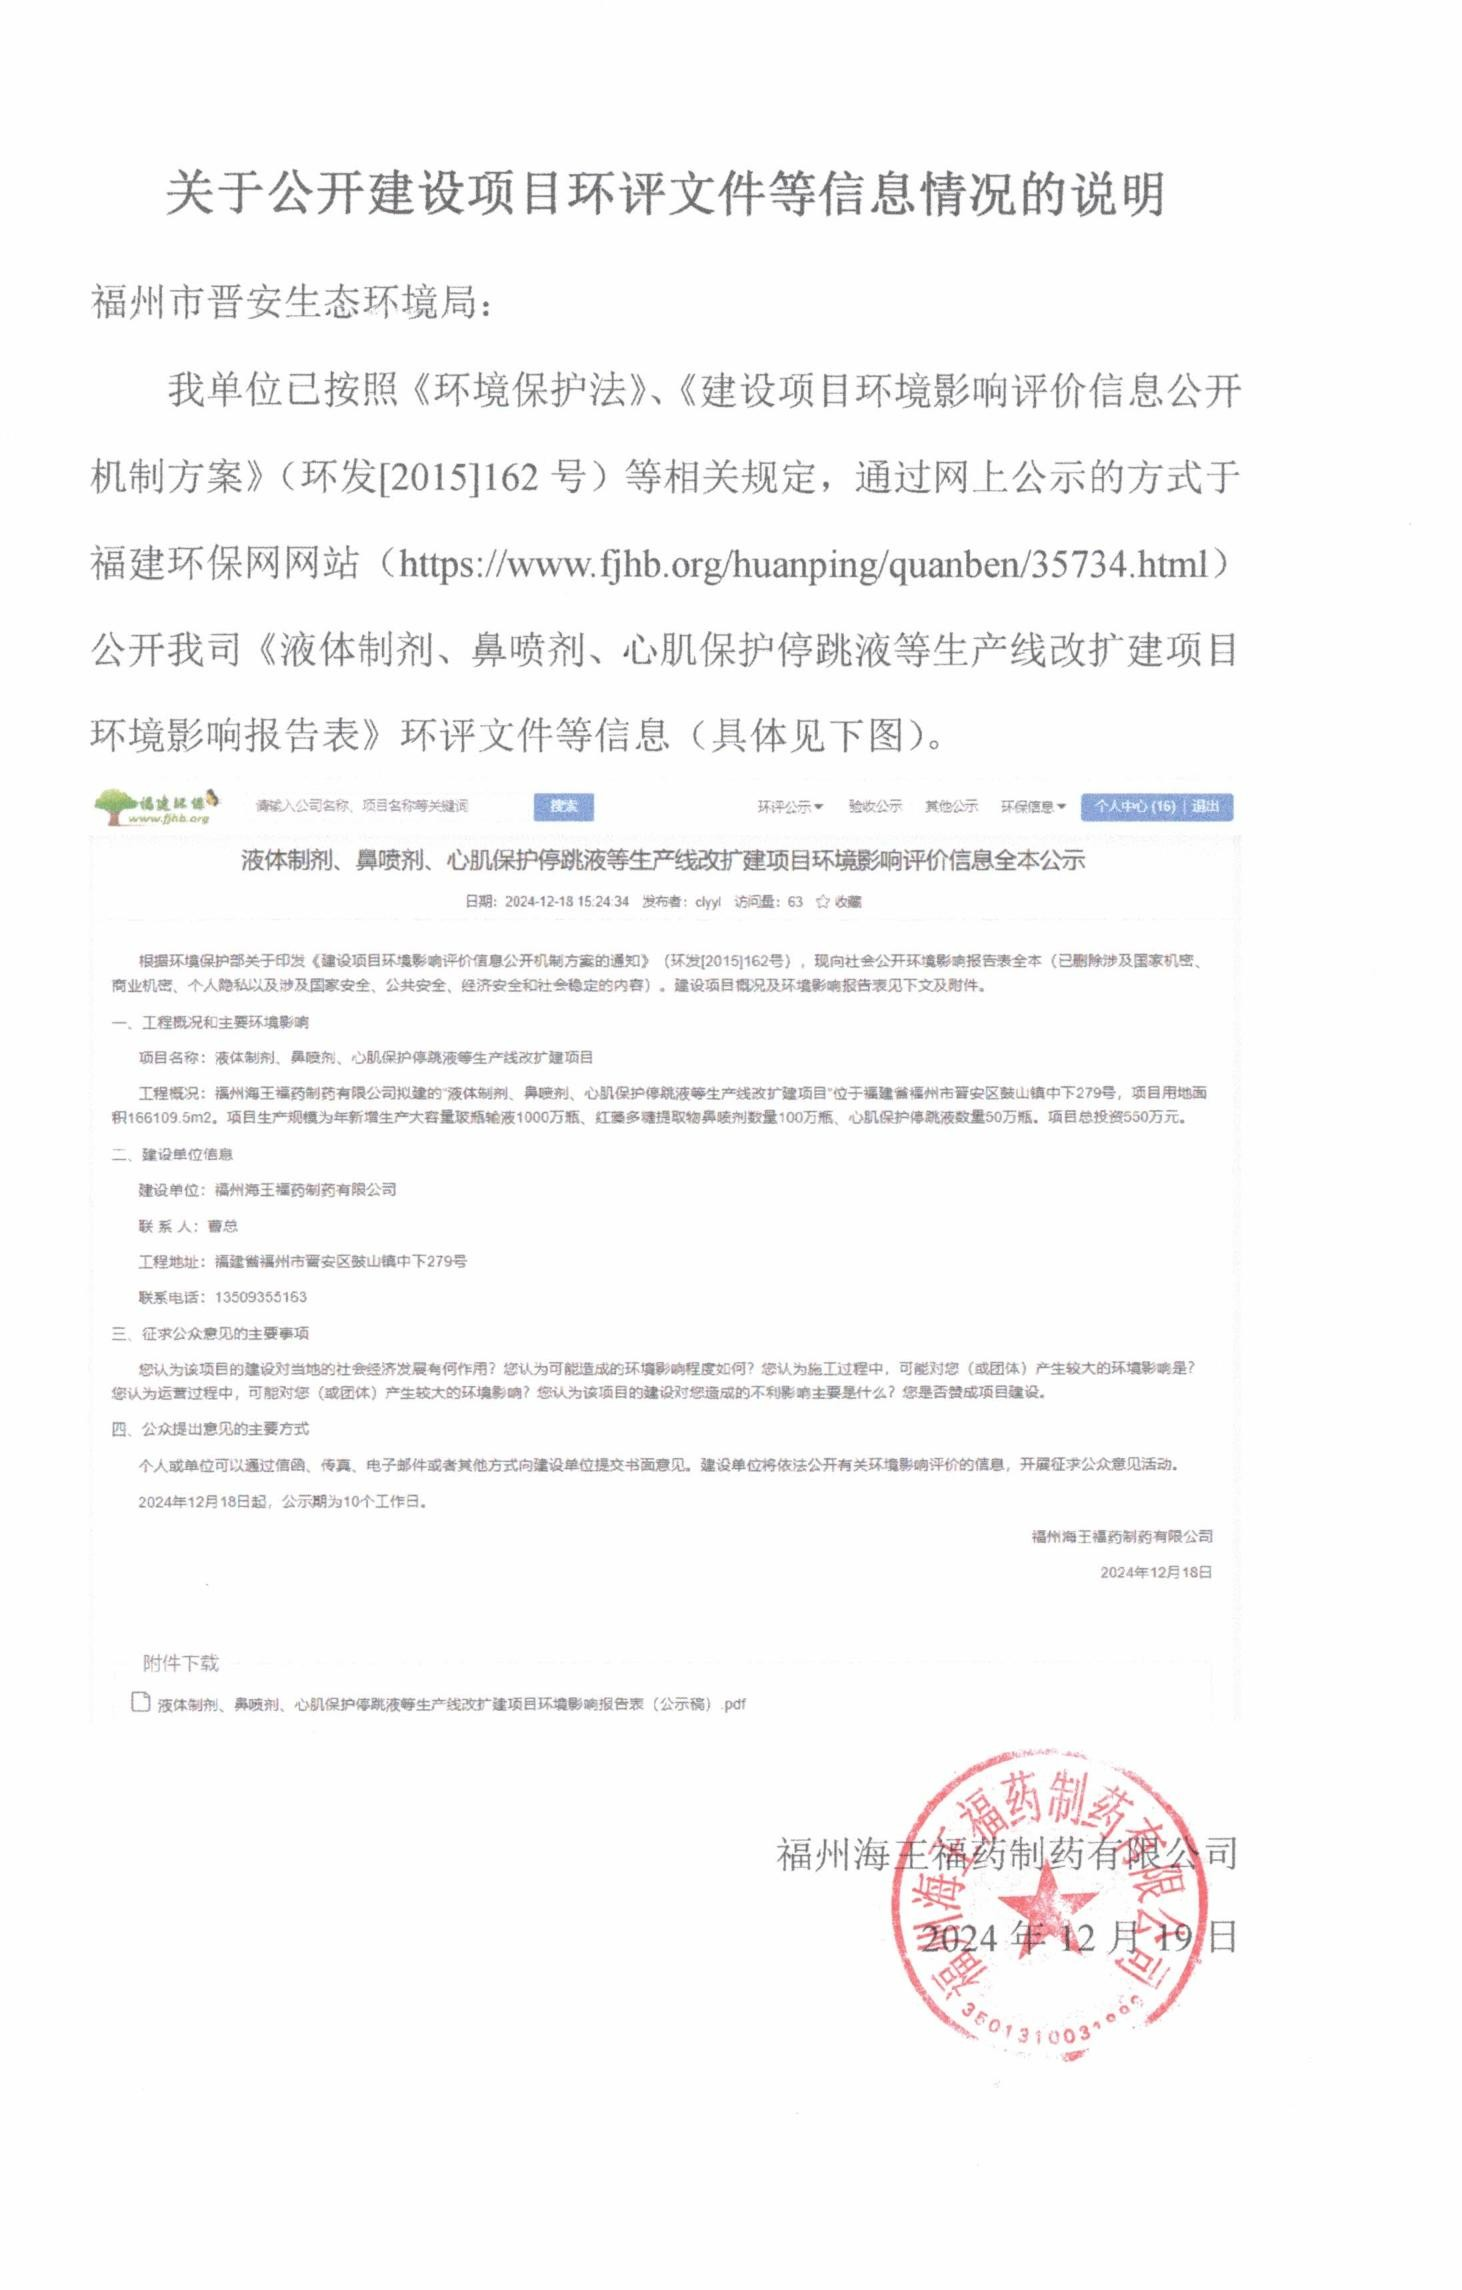 关于公开建设项目环评文件等信息情况的说明
福州市晋安生态环境局：
我单位已按照《环境保护法》、《建设项目环境影响评价信息公开
机制方案》（环发[2015]162 号）等相关规定，通过网上公示的方式于
福建环保网网站（https://www.fjhb.org/huanping/quanben/35734.html）
公开我司《液体制剂、鼻喷剂、心肌保护停跳液等生产线改扩建项目
环境影响报告表》环评文件等信息（具体见下图）。
福建环保
www.fjhb.org
请输入公司名称、项目名称等关键词
搜索
环评公示 验收公示 其他公示 环保信息 个人中心 (16) | 退出
液体制剂、鼻喷剂、心肌保护停跳液等生产线改扩建项目环境影响评价信息全本公示
日期：2024-12-18 15:24:34 发布者：clyyl 访问量：63 ☆ 收藏
根据环境保护部关于印发《建设项目环境影响评价信息公开机制方案的通知》（环发[2015]162号），现向社会公开环境影响报告表全本（已删除涉及国家机密、
商业机密、个人隐私以及涉及国家安全、公共安全、经济安全和社会稳定的内容）。建设项目概况及环境影响报告表见下文及附件。
一、工程概况和主要环境影响
项目名称：液体制剂、鼻喷剂、心肌保护停跳液等生产线改扩建项目
工程概况：福州海王福药制药有限公司拟建的“液体制剂、鼻喷剂、心肌保护停跳液等生产线改扩建项目”位于福建省福州市晋安区鼓山镇中下279号，项目用地面
积166109.5m2。项目生产规模为年新增生产大容量玻瓶输液1000万瓶、红藻多糖提取物鼻喷剂数量100万瓶、心肌保护停跳液数量50万瓶。项目总投资550万元。
二、建设单位信息
建设单位：福州海王福药制药有限公司
联 系 人：曹总
工程地址：福建省福州市晋安区鼓山镇中下279号
联系电话：13509355163
三、征求公众意见的主要事项
您认为该项目的建设对当地的社会经济发展有何作用？您认为可能造成的环境影响程度如何？您认为施工过程中，可能对您（或团体）产生较大的环境影响是？
您认为运营过程中，可能对您（或团体）产生较大的环境影响？您认为该项目的建设对您造成的不利影响主要是什么？您是否赞成项目建设。
四、公众提出意见的主要方式
个人或单位可以通过信函、传真、电子邮件或者其他方式向建设单位提交书面意见。建设单位将依法公开有关环境影响评价的信息，开展征求公众意见活动。
2024年12月18日起，公示期为10个工作日。
福州海王福药制药有限公司
2024年12月18日
附件下载
液体制剂、鼻喷剂、心肌保护停跳液等生产线改扩建项目环境影响报告表（公示稿）.pdf
福州海王福药制药有限公司
2024 年 12 月 19 日
福州海王福药制药有限公司